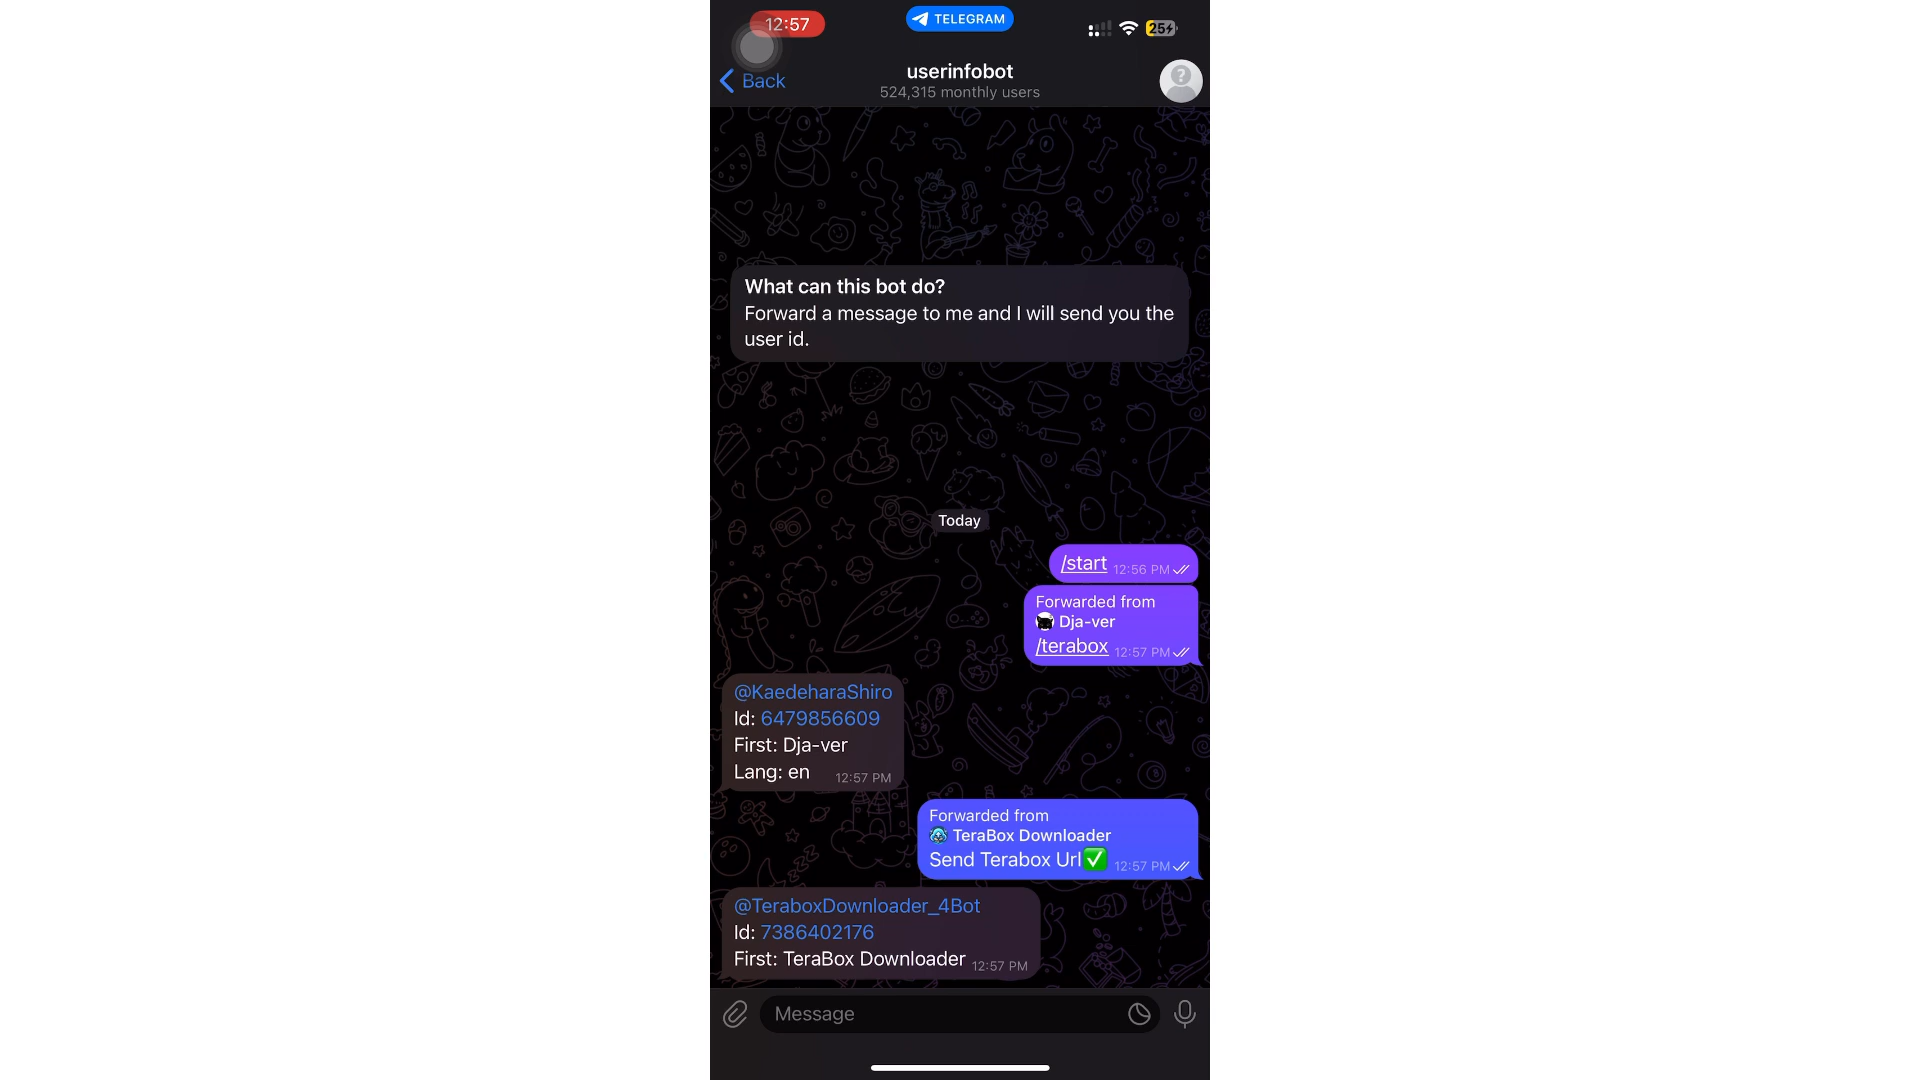 12:57
TELEGRAM
25
Back
userinfobot
524,315 monthly users
What can this bot do?
Forward a message to me and I will send you the
user id.
Today
/start 12:56 PM
Forwarded from
Dja-ver
/terabox 12:57 PM
@KaedeharaShiro
Id: 6479856609
First: Dja-ver
Lang: en 12:57 PM
Forwarded from
TeraBox Downloader
Send Terabox Url✅ 12:57 PM
@TeraboxDownloader_4Bot
Id: 7386402176
First: TeraBox Downloader 12:57 PM
Message